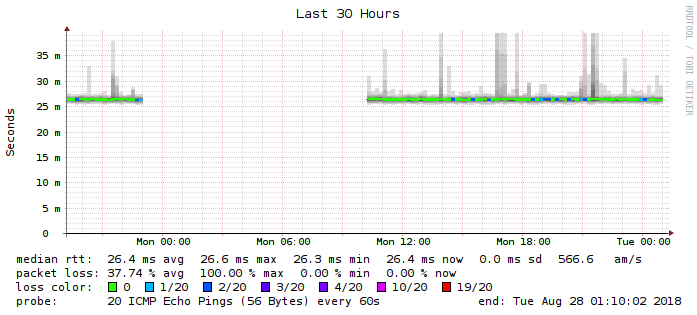 Last 30 Hours
RRDTOOL / TOBI OETIKER
Seconds
35 m
30 m
25 m
20 m
15 m
10 m
5 m
0
Mon 00:00 Mon 06:00 Mon 12:00 Mon 18:00 Tue 00:00
median rtt: 26.4 ms avg 26.6 ms max 26.3 ms min 26.4 ms now 0.0 ms sd 566.6 am/s
packet loss: 37.74 % avg 100.00 % max 0.00 % min 0.00 % now
loss color: 0 1/20 2/20 3/20 4/20 10/20 19/20
probe: 20 ICMP Echo Pings (56 Bytes) every 60s end: Tue Aug 28 01:10:02 2018